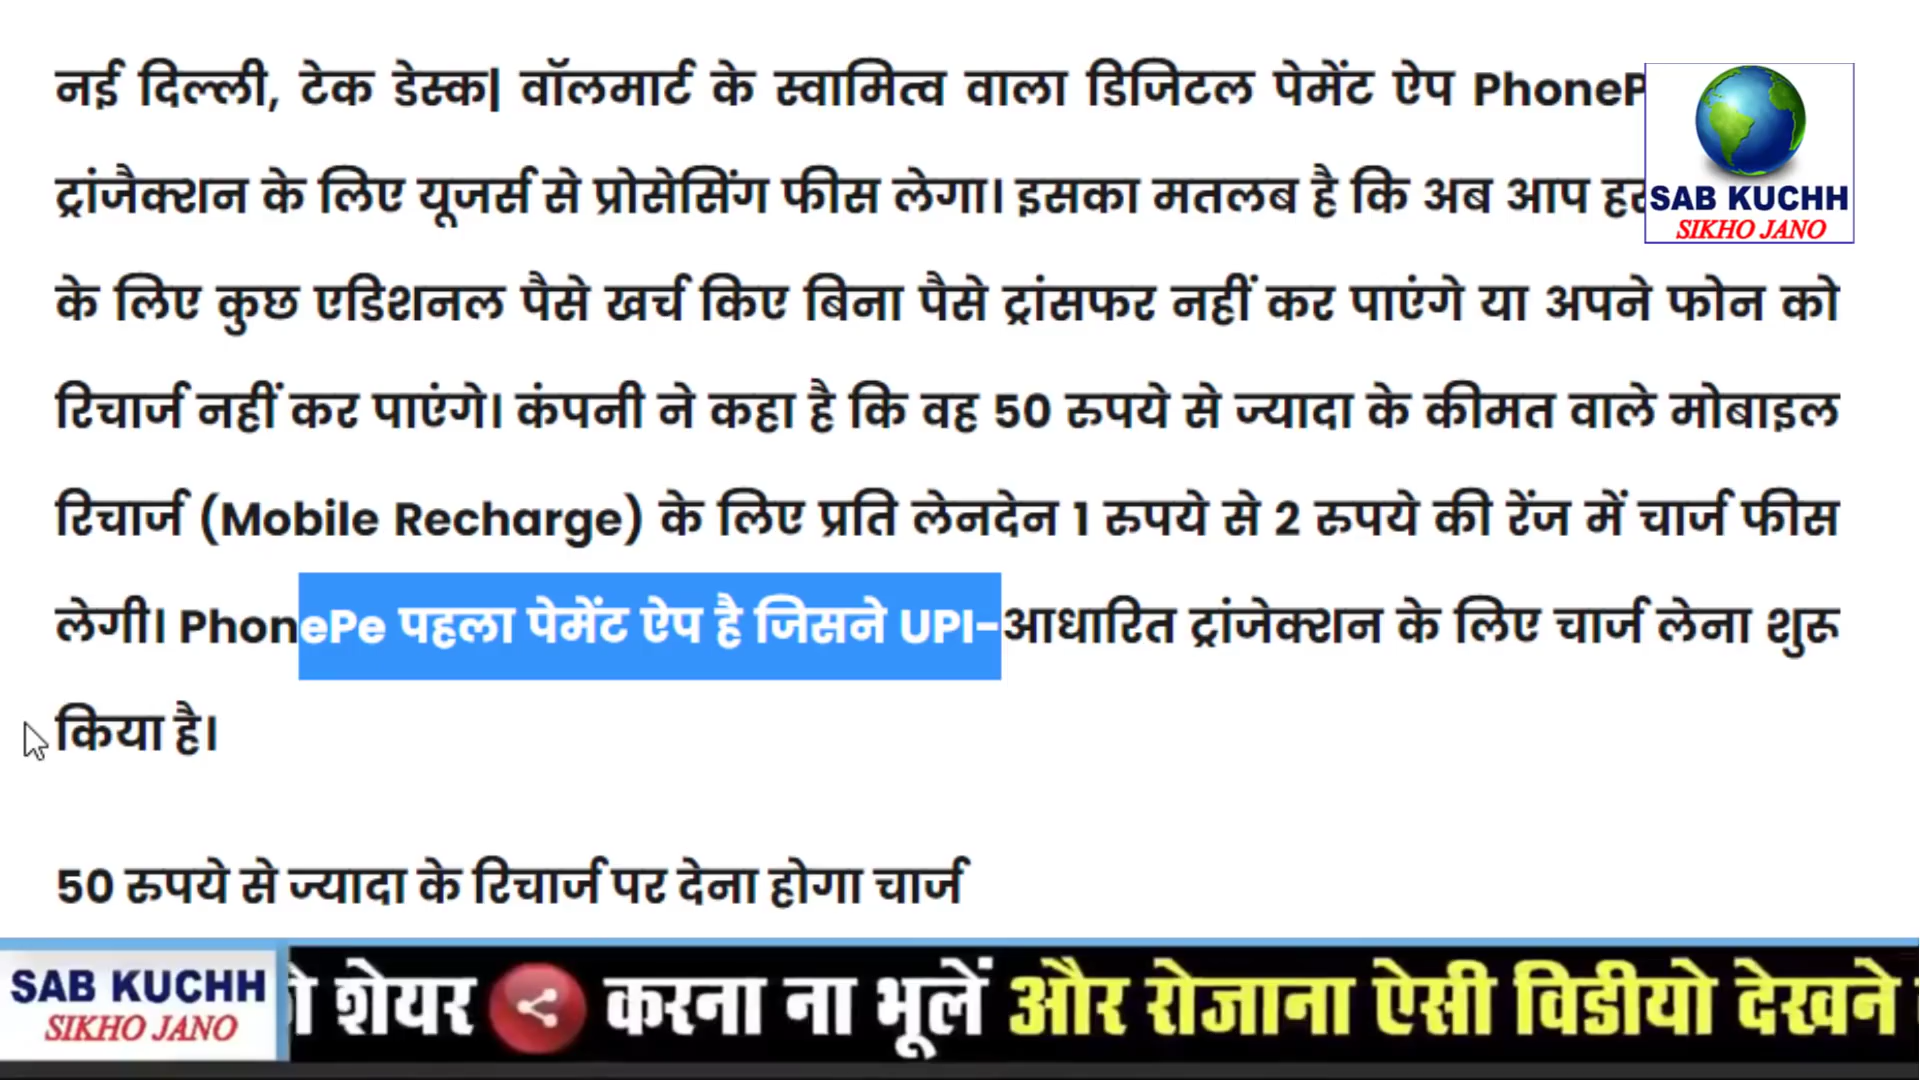 नई दिल्ली, टेक डेस्क| वॉलमार्ट के स्वामित्व वाला डिजिटल पेमेंट ऐप PhoneP
ट्रांजैक्शन के लिए यूजर्स से प्रोसेसिंग फीस लेगा। इसका मतलब है कि अब आप
SAB KUCHH
SIKHO JANO
के लिए कुछ एडिशनल पैसे खर्च किए बिना पैसे ट्रांसफर नहीं कर पाएंगे या अपने फोन को
रिचार्ज नहीं कर पाएंगे। कंपनी ने कहा है कि वह 50 रुपये से ज्यादा के कीमत वाले मोबाइल
रिचार्ज (Mobile Recharge) के लिए प्रति लेनदेन 1 रुपये से 2 रुपये की रेंज में चार्ज फीस
लेगी। PhonePe पहला पेमेंट ऐप है जिसने UPI-आधारित ट्रांजेक्शन के लिए चार्ज लेना शुरू
किया है।
50 रुपये से ज्यादा के रिचार्ज पर देना होगा चार्ज
SAB KUCHH
SIKHO JANO
शेयर करना ना भूलें और रोजाना ऐसी विडीयो देखने